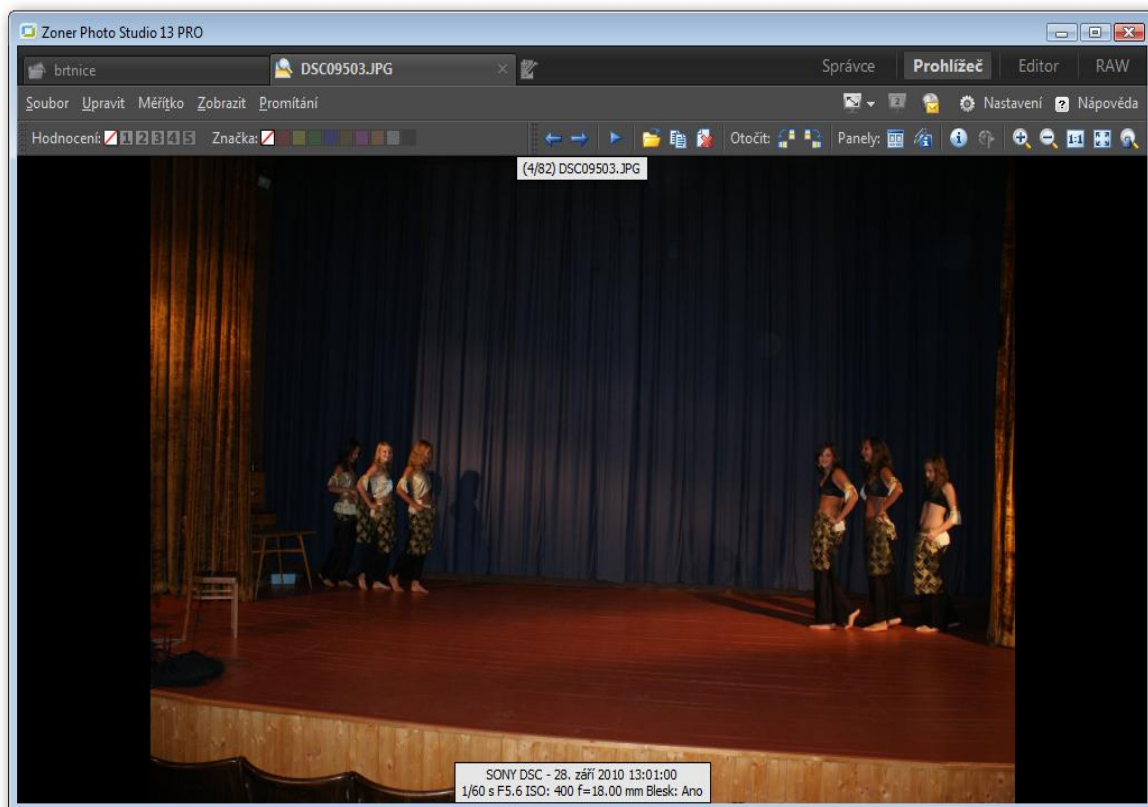 Zoner Photo Studio 13 PRO
brtnice DSC09503.JPG Správce Prohlížeč Editor RAW
Soubor Upravit Měřítko Zobrazit Promítání Nastavení Nápověda
Hodnocení: 1 2 3 4 5 Značka: Otočit: Panely: 1:1
(4/82) DSC09503.JPG
SONY DSC - 28. září 2010 13:01:00
1/60 s F5.6 ISO: 400 f=18.00 mm Blesk: Ano